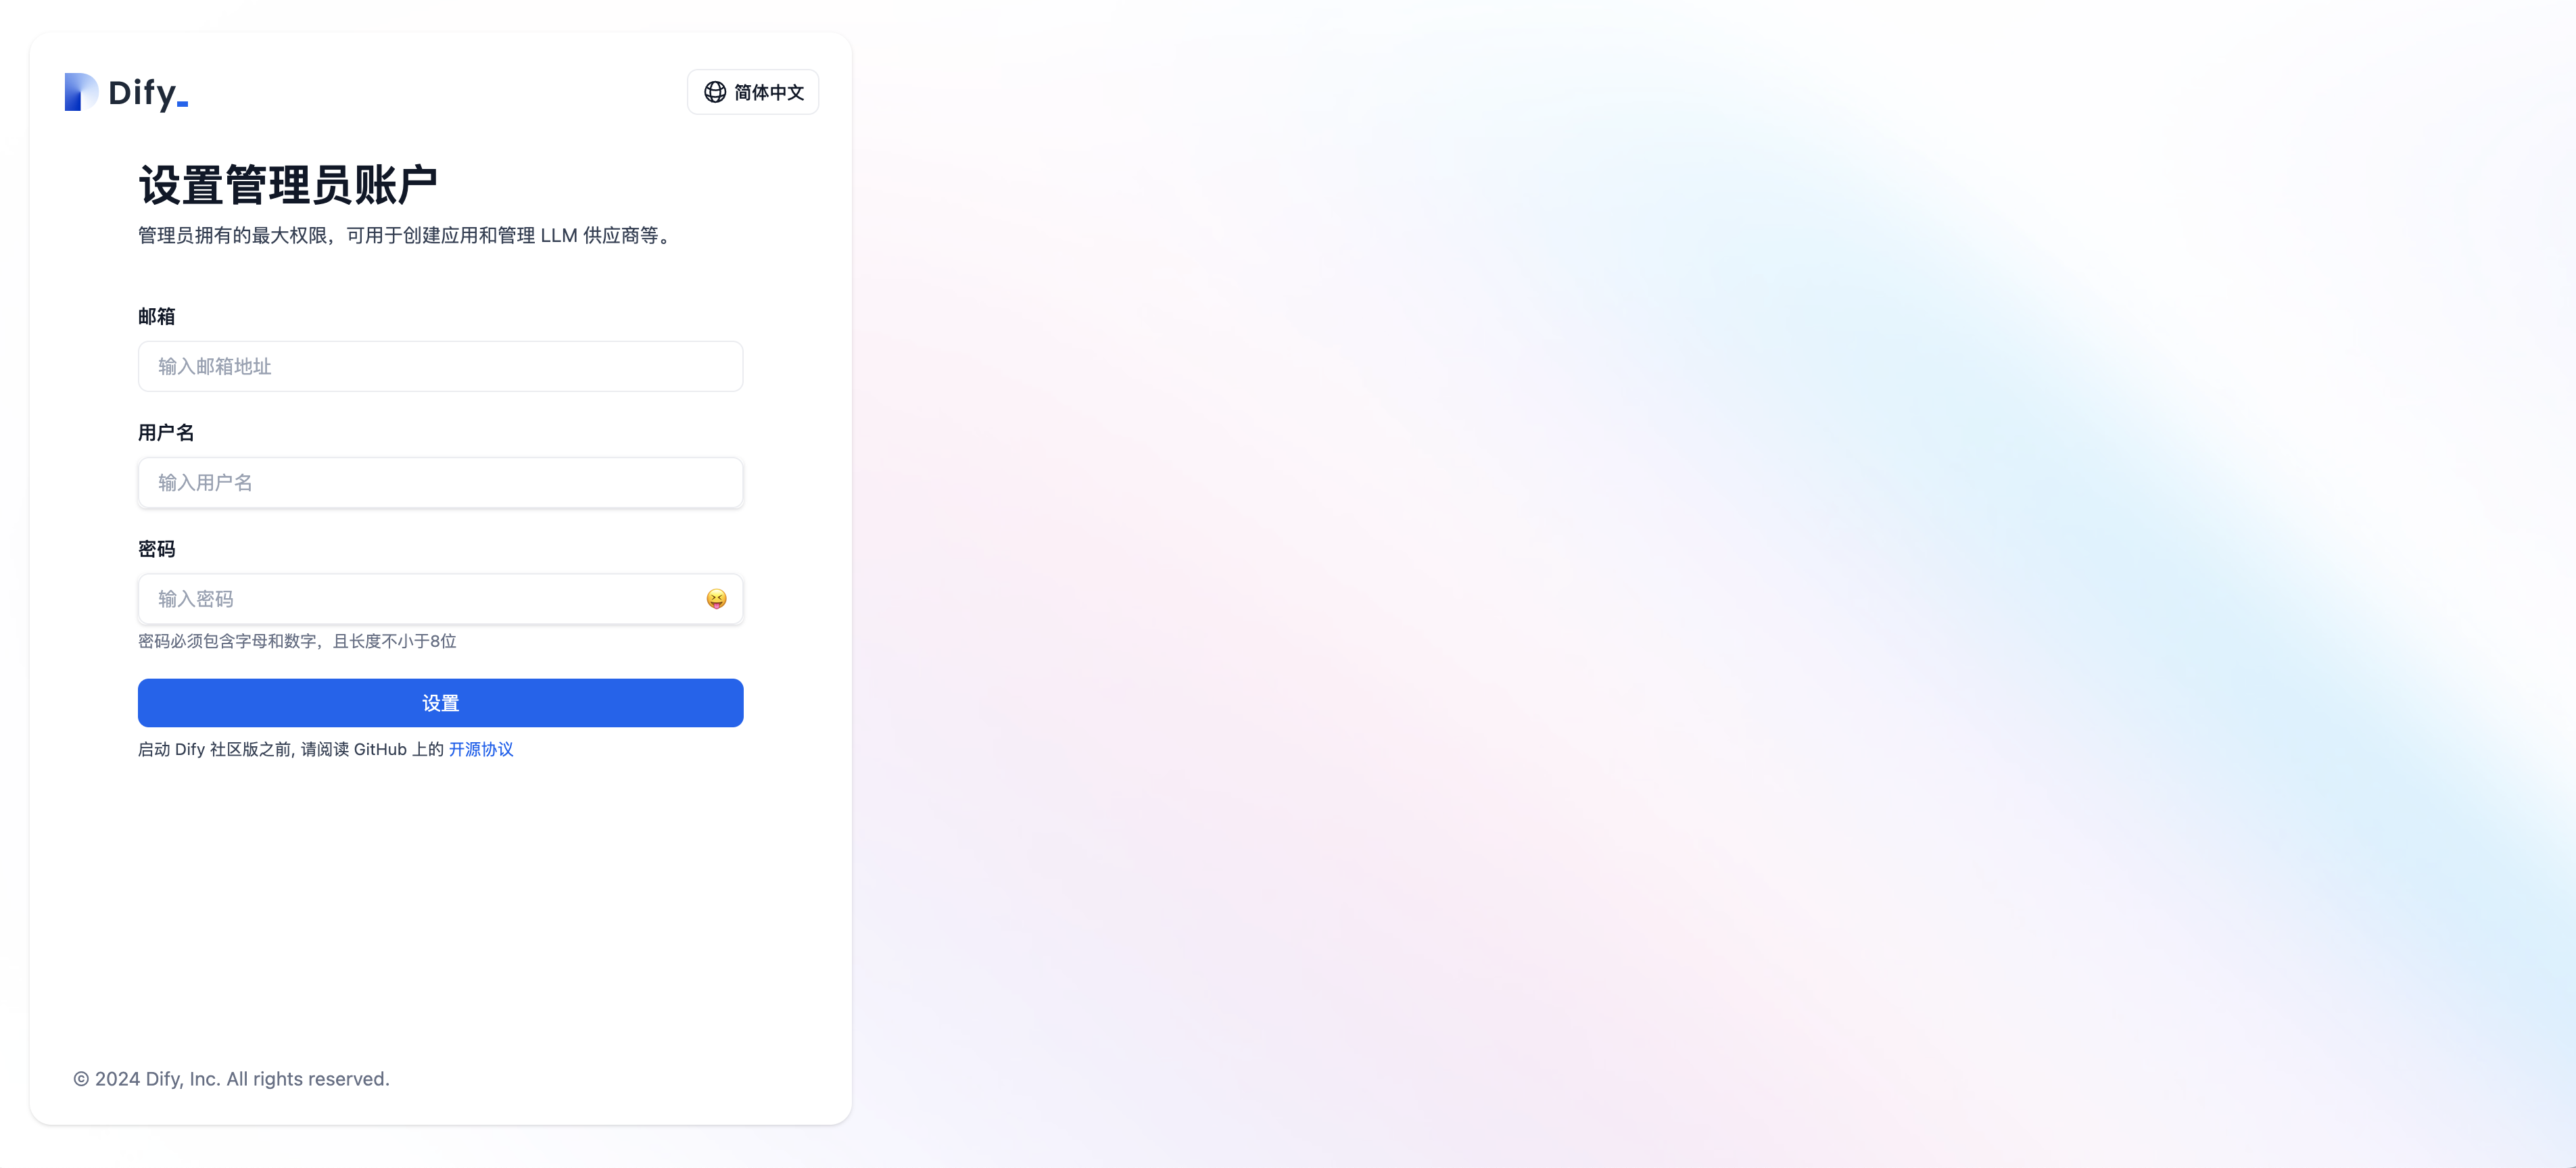 Dify_
简体中文
设置管理员账户
管理员拥有的最大权限，可用于创建应用和管理 LLM 供应商等。
邮箱
输入邮箱地址
用户名
输入用户名
密码
输入密码
密码必须包含字母和数字，且长度不小于8位
设置
启动 Dify 社区版之前, 请阅读 GitHub 上的 开源协议
© 2024 Dify, Inc. All rights reserved.